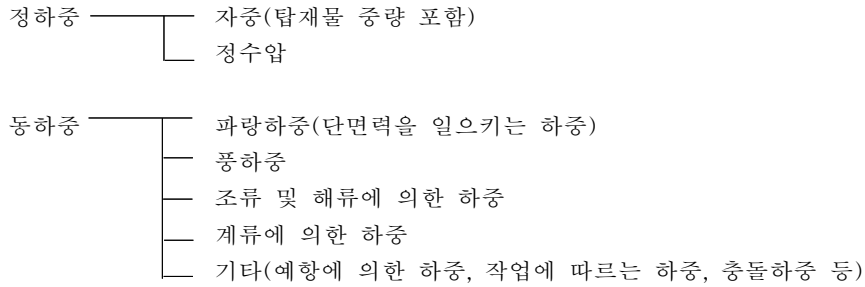 정하중 자중(탑재물 중량 포함)
정수압
동하중 파랑하중(단면력을 일으키는 하중)
풍하중
조류 및 해류에 의한 하중
계류에 의한 하중
기타(예항에 의한 하중, 작업에 따르는 하중, 충돌하중 등)